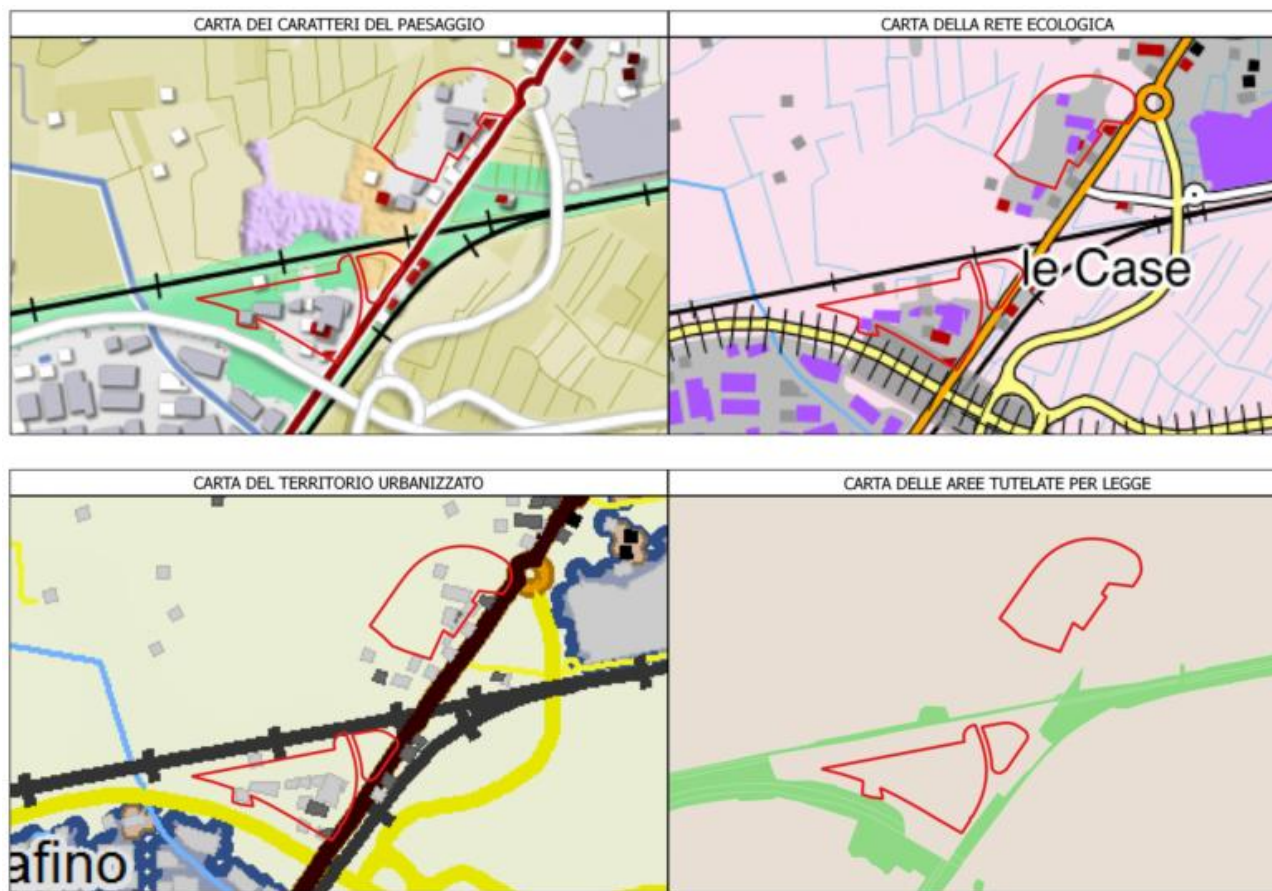 CARTA DEI CARATTERI DEL PAESAGGIO
CARTA DELLA RETE ECOLOGICA
le Case
CARTA DEL TERRITORIO URBANIZZATO
CARTA DELLE AREE TUTELATE PER LEGGE
afino